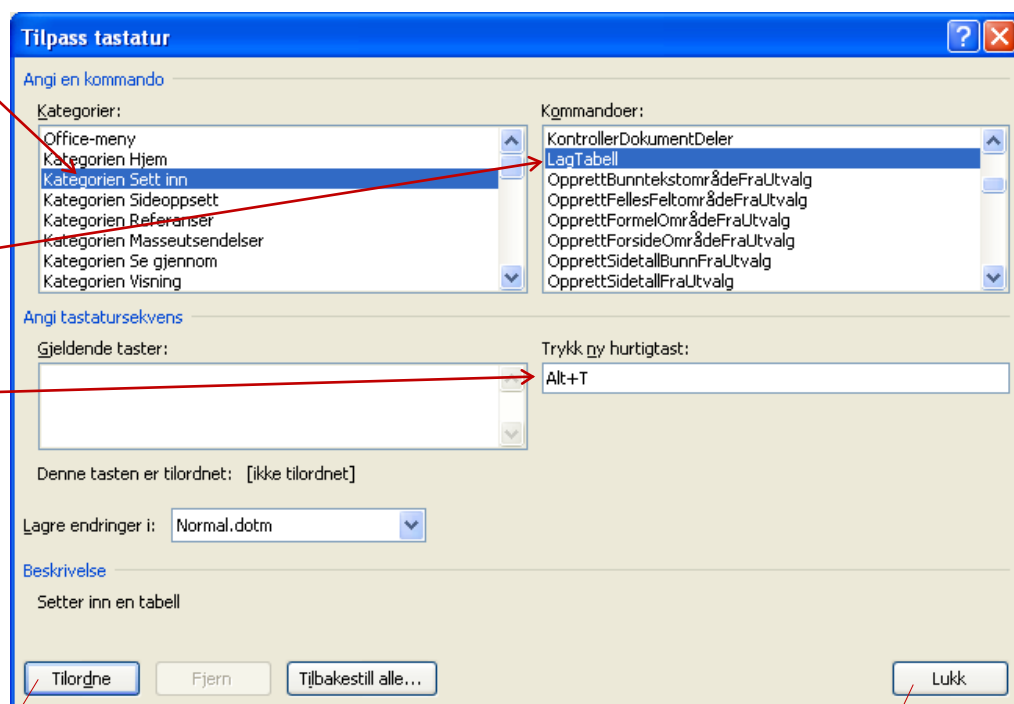 Tilpass tastatur
Angi en kommando
Kategorier:
Office-meny
Kategorien Hjem
Kategorien Sett inn
Kategorien Sideoppsett
Kategorien Referanser
Kategorien Masseutsendelser
Kategorien Se gjennom
Kategorien Visning
Kommandoer:
KontrollerDokumentDeler
LagTabell
OpprettBunntekstområdeFraUtvalg
OpprettFellesFeltområdeFraUtvalg
OpprettFormelOmrådeFraUtvalg
OpprettForsideOmrådeFraUtvalg
OpprettSidetallBunnFraUtvalg
OpprettSidetallFraUtvalg
Angi tastatursekvens
Gjeldende taster:
Trykk ny hurtigtast:
Alt+T
Denne tasten er tilordnet: [ikke tilordnet]
Lagre endringer i: Normal.dotm
Beskrivelse
Setter inn en tabell
Tilordne Fjern Tilbakestill alle... Lukk